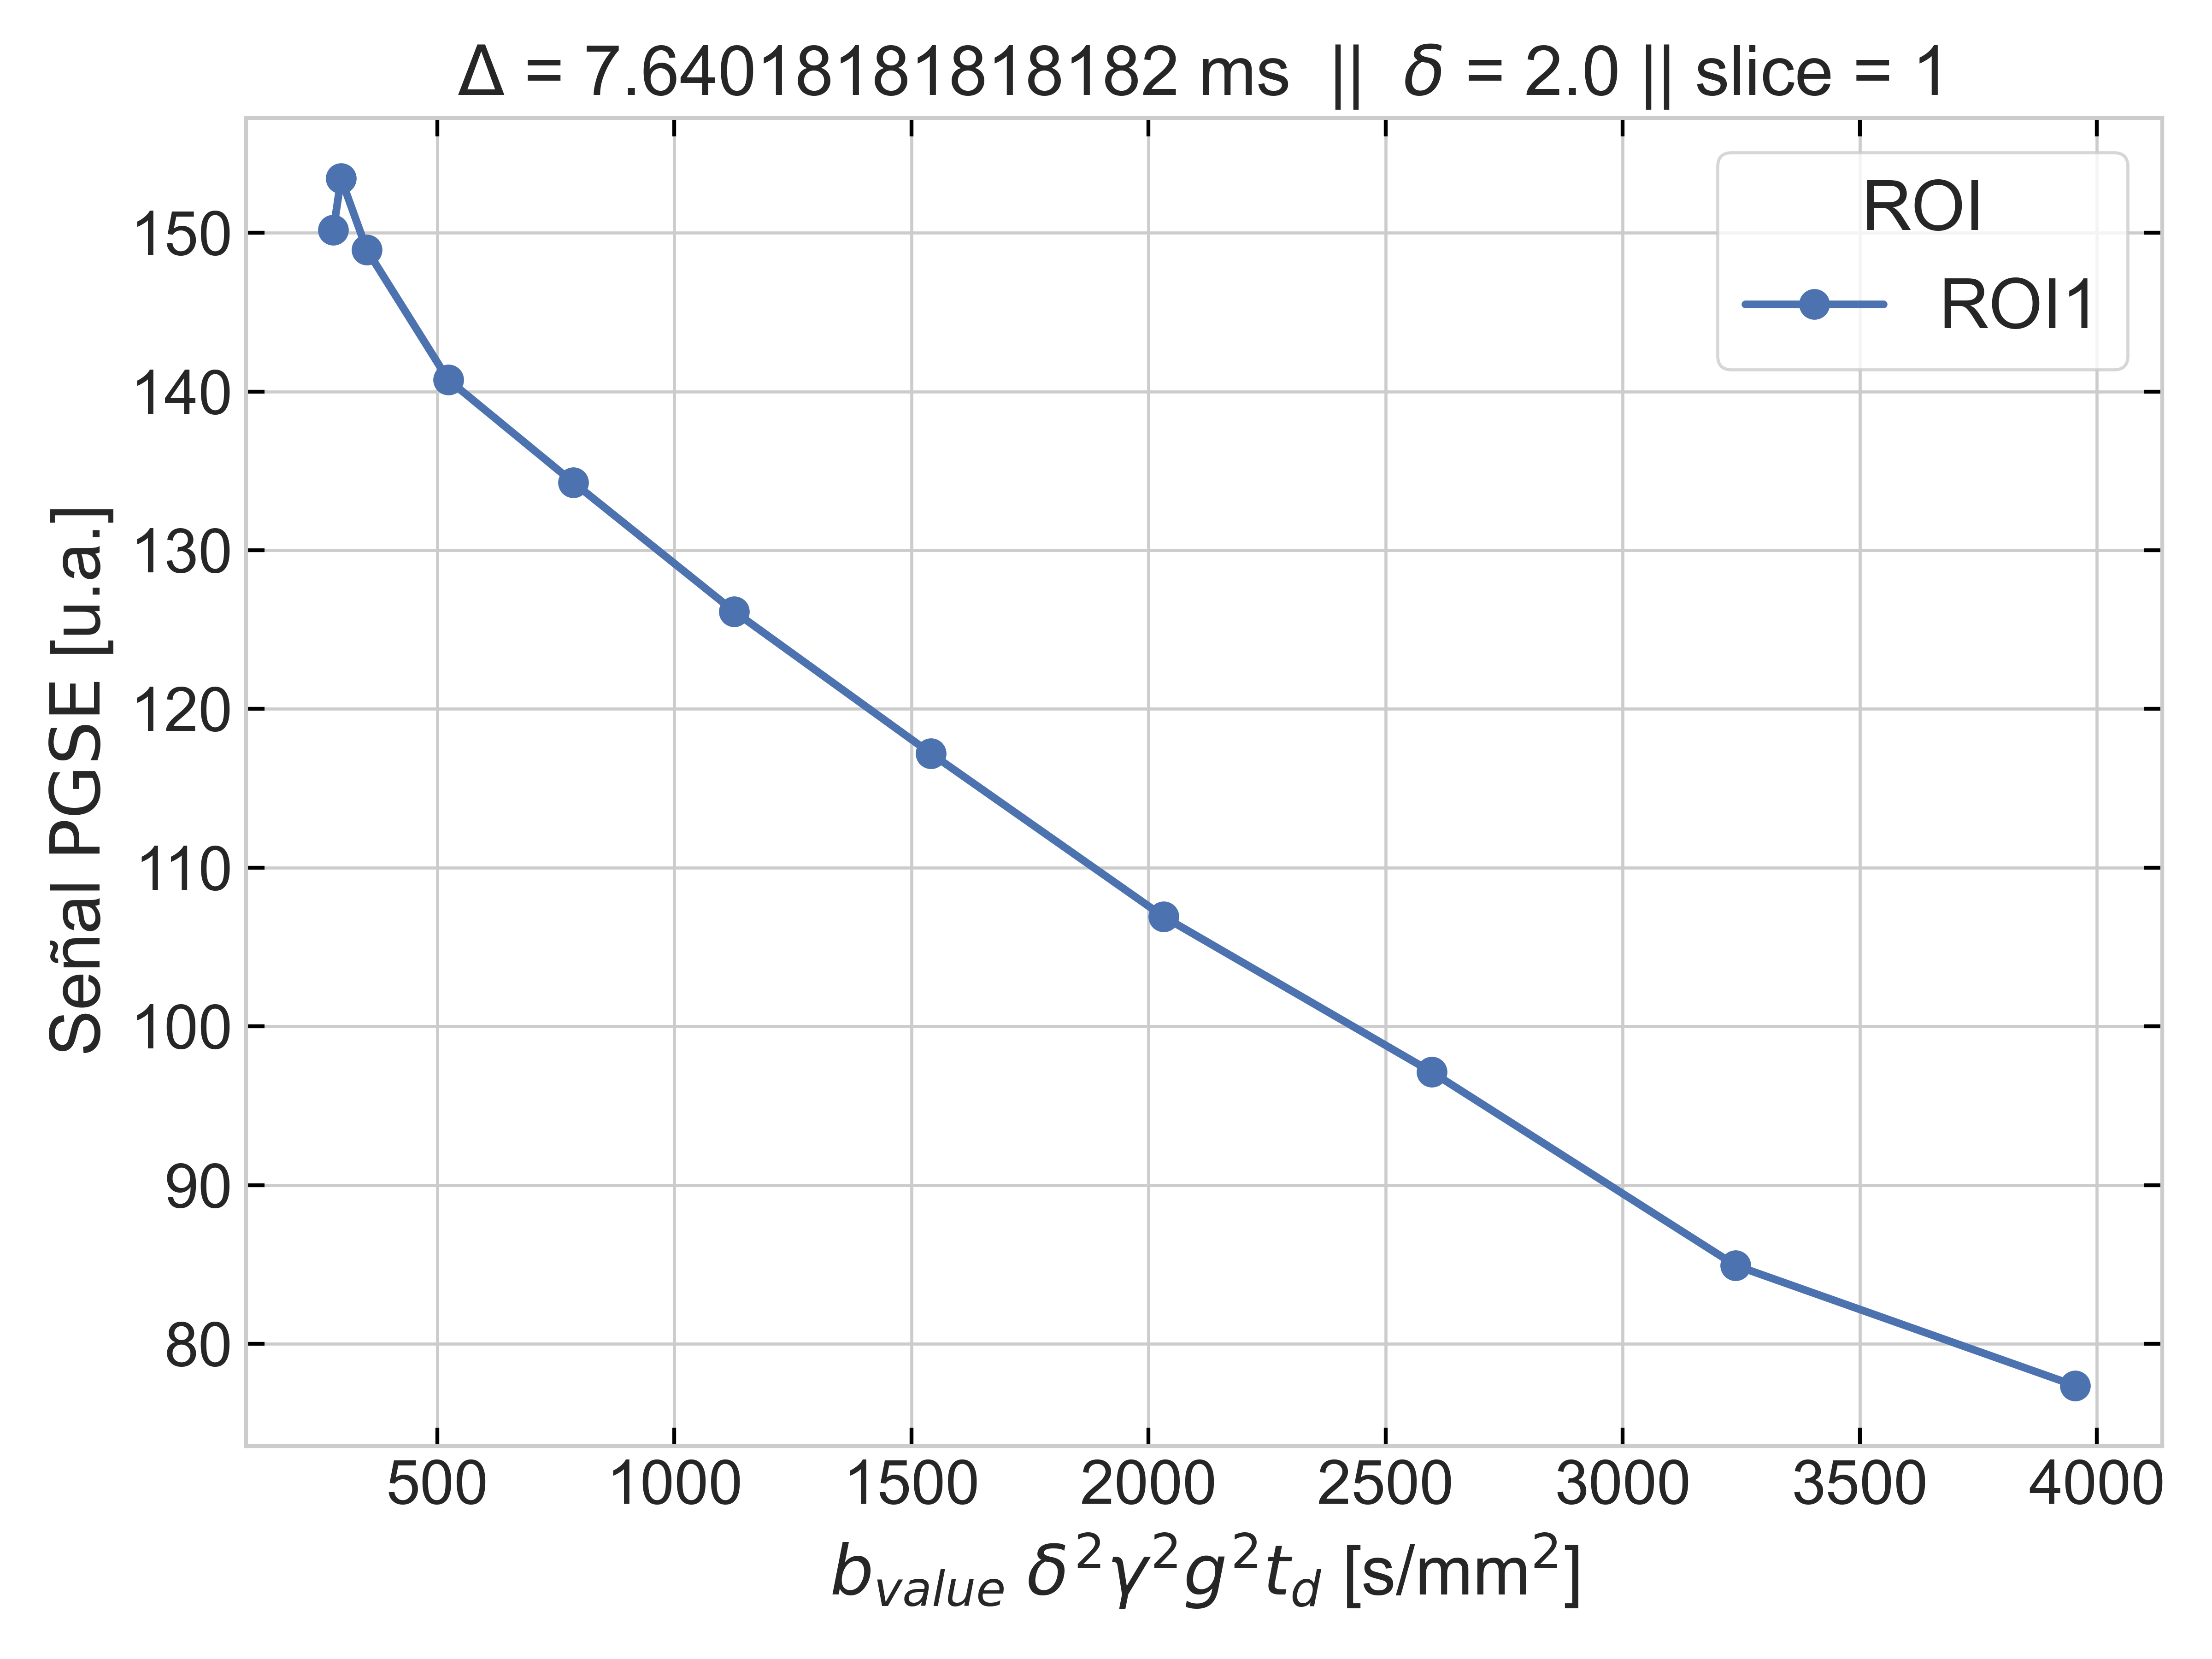 Δ = 7.640181818181812 ms || δ = 2.0 || slice = 1
ROI
ROI1
150
140
130
120
110
100
90
80
Señal PGSE [u.a.]
500 1000 1500 2000 2500 3000 3500 4000
b_value δ²γ²g²t_d [s/mm²]